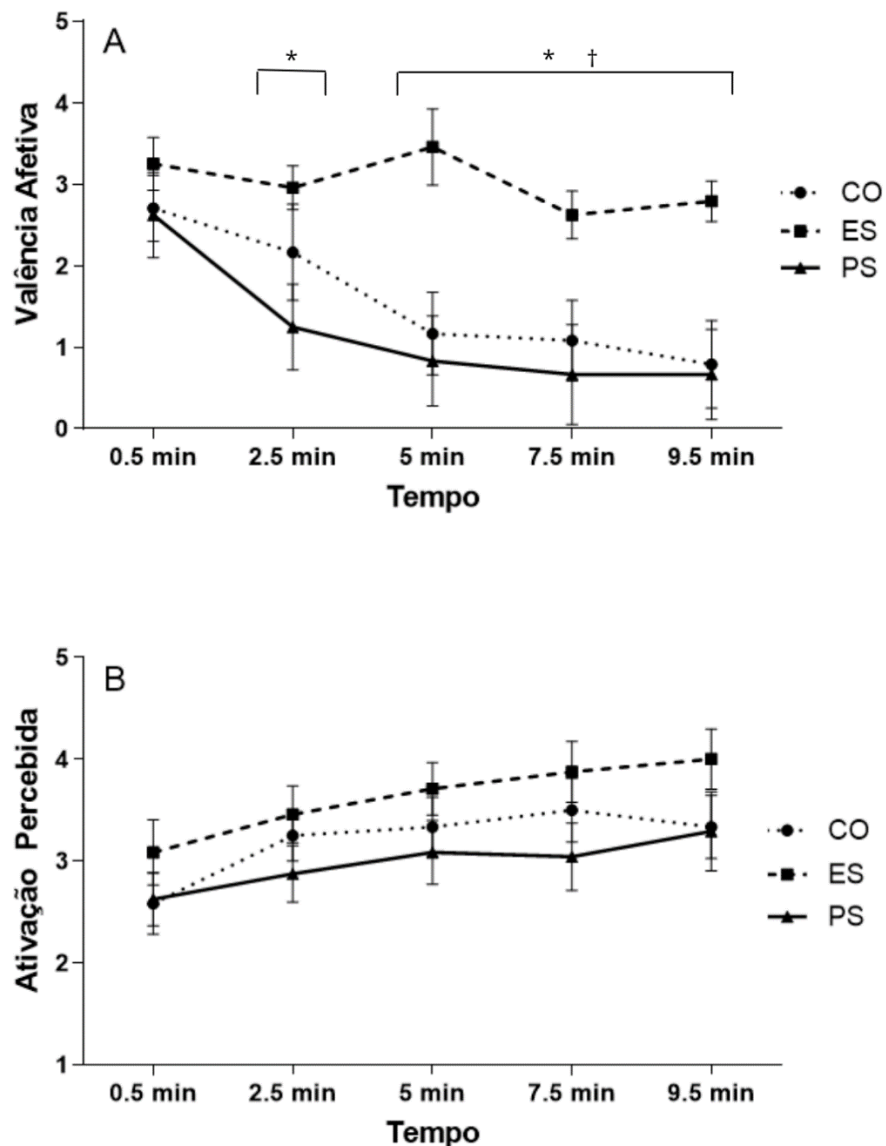 A
* * †
5
4
3
2
1
0
Valência Afetiva
0.5 min 2.5 min 5 min 7.5 min 9.5 min
Tempo
CO
ES
PS
B
5
4
3
2
1
Ativação Percebida
0.5 min 2.5 min 5 min 7.5 min 9.5 min
Tempo
CO
ES
PS